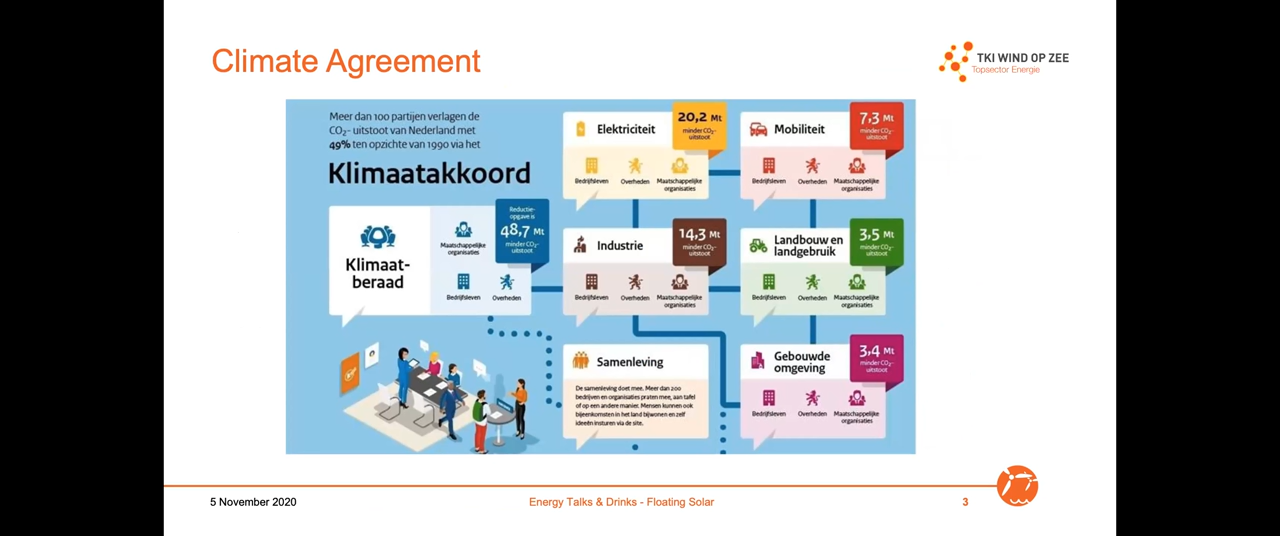 Climate Agreement
TKI WIND OP ZEE
Topsector Energie
Meer dan 100 partijen verlagen de
CO₂- uitstoot van Nederland met
49% ten opzichte van 1990 via het
Klimaatakkoord
Klimaat-
beraad
Maatschappelijke
organisaties
Bedrijfsleven
Overheden
Reductie-
opgave is
48,7 Mt
minder CO₂-
uitstoot
Elektriciteit
20,2 Mt
minder CO₂-
uitstoot
Bedrijfsleven
Overheden
Maatschappelijke
organisaties
Mobiliteit
7,3 Mt
minder CO₂-
uitstoot
Bedrijfsleven
Overheden
Maatschappelijke
organisaties
Industrie
14,3 Mt
minder CO₂-
uitstoot
Bedrijfsleven
Overheden
Maatschappelijke
organisaties
Landbouw en
landgebruik
3,5 Mt
minder CO₂-
uitstoot
Bedrijfsleven
Overheden
Maatschappelijke
organisaties
Samenleving
De samenleving doet mee. Meer dan 200
bedrijven en organisaties praten mee, aan tafel
of op een andere manier. Mensen kunnen ook
bijeenkomsten in het land bijwonen en zelf
ideeën insturen via de site.
Gebouwde
omgeving
3,4 Mt
minder CO₂-
uitstoot
Bedrijfsleven
Overheden
Maatschappelijke
organisaties
5 November 2020
Energy Talks & Drinks - Floating Solar
3